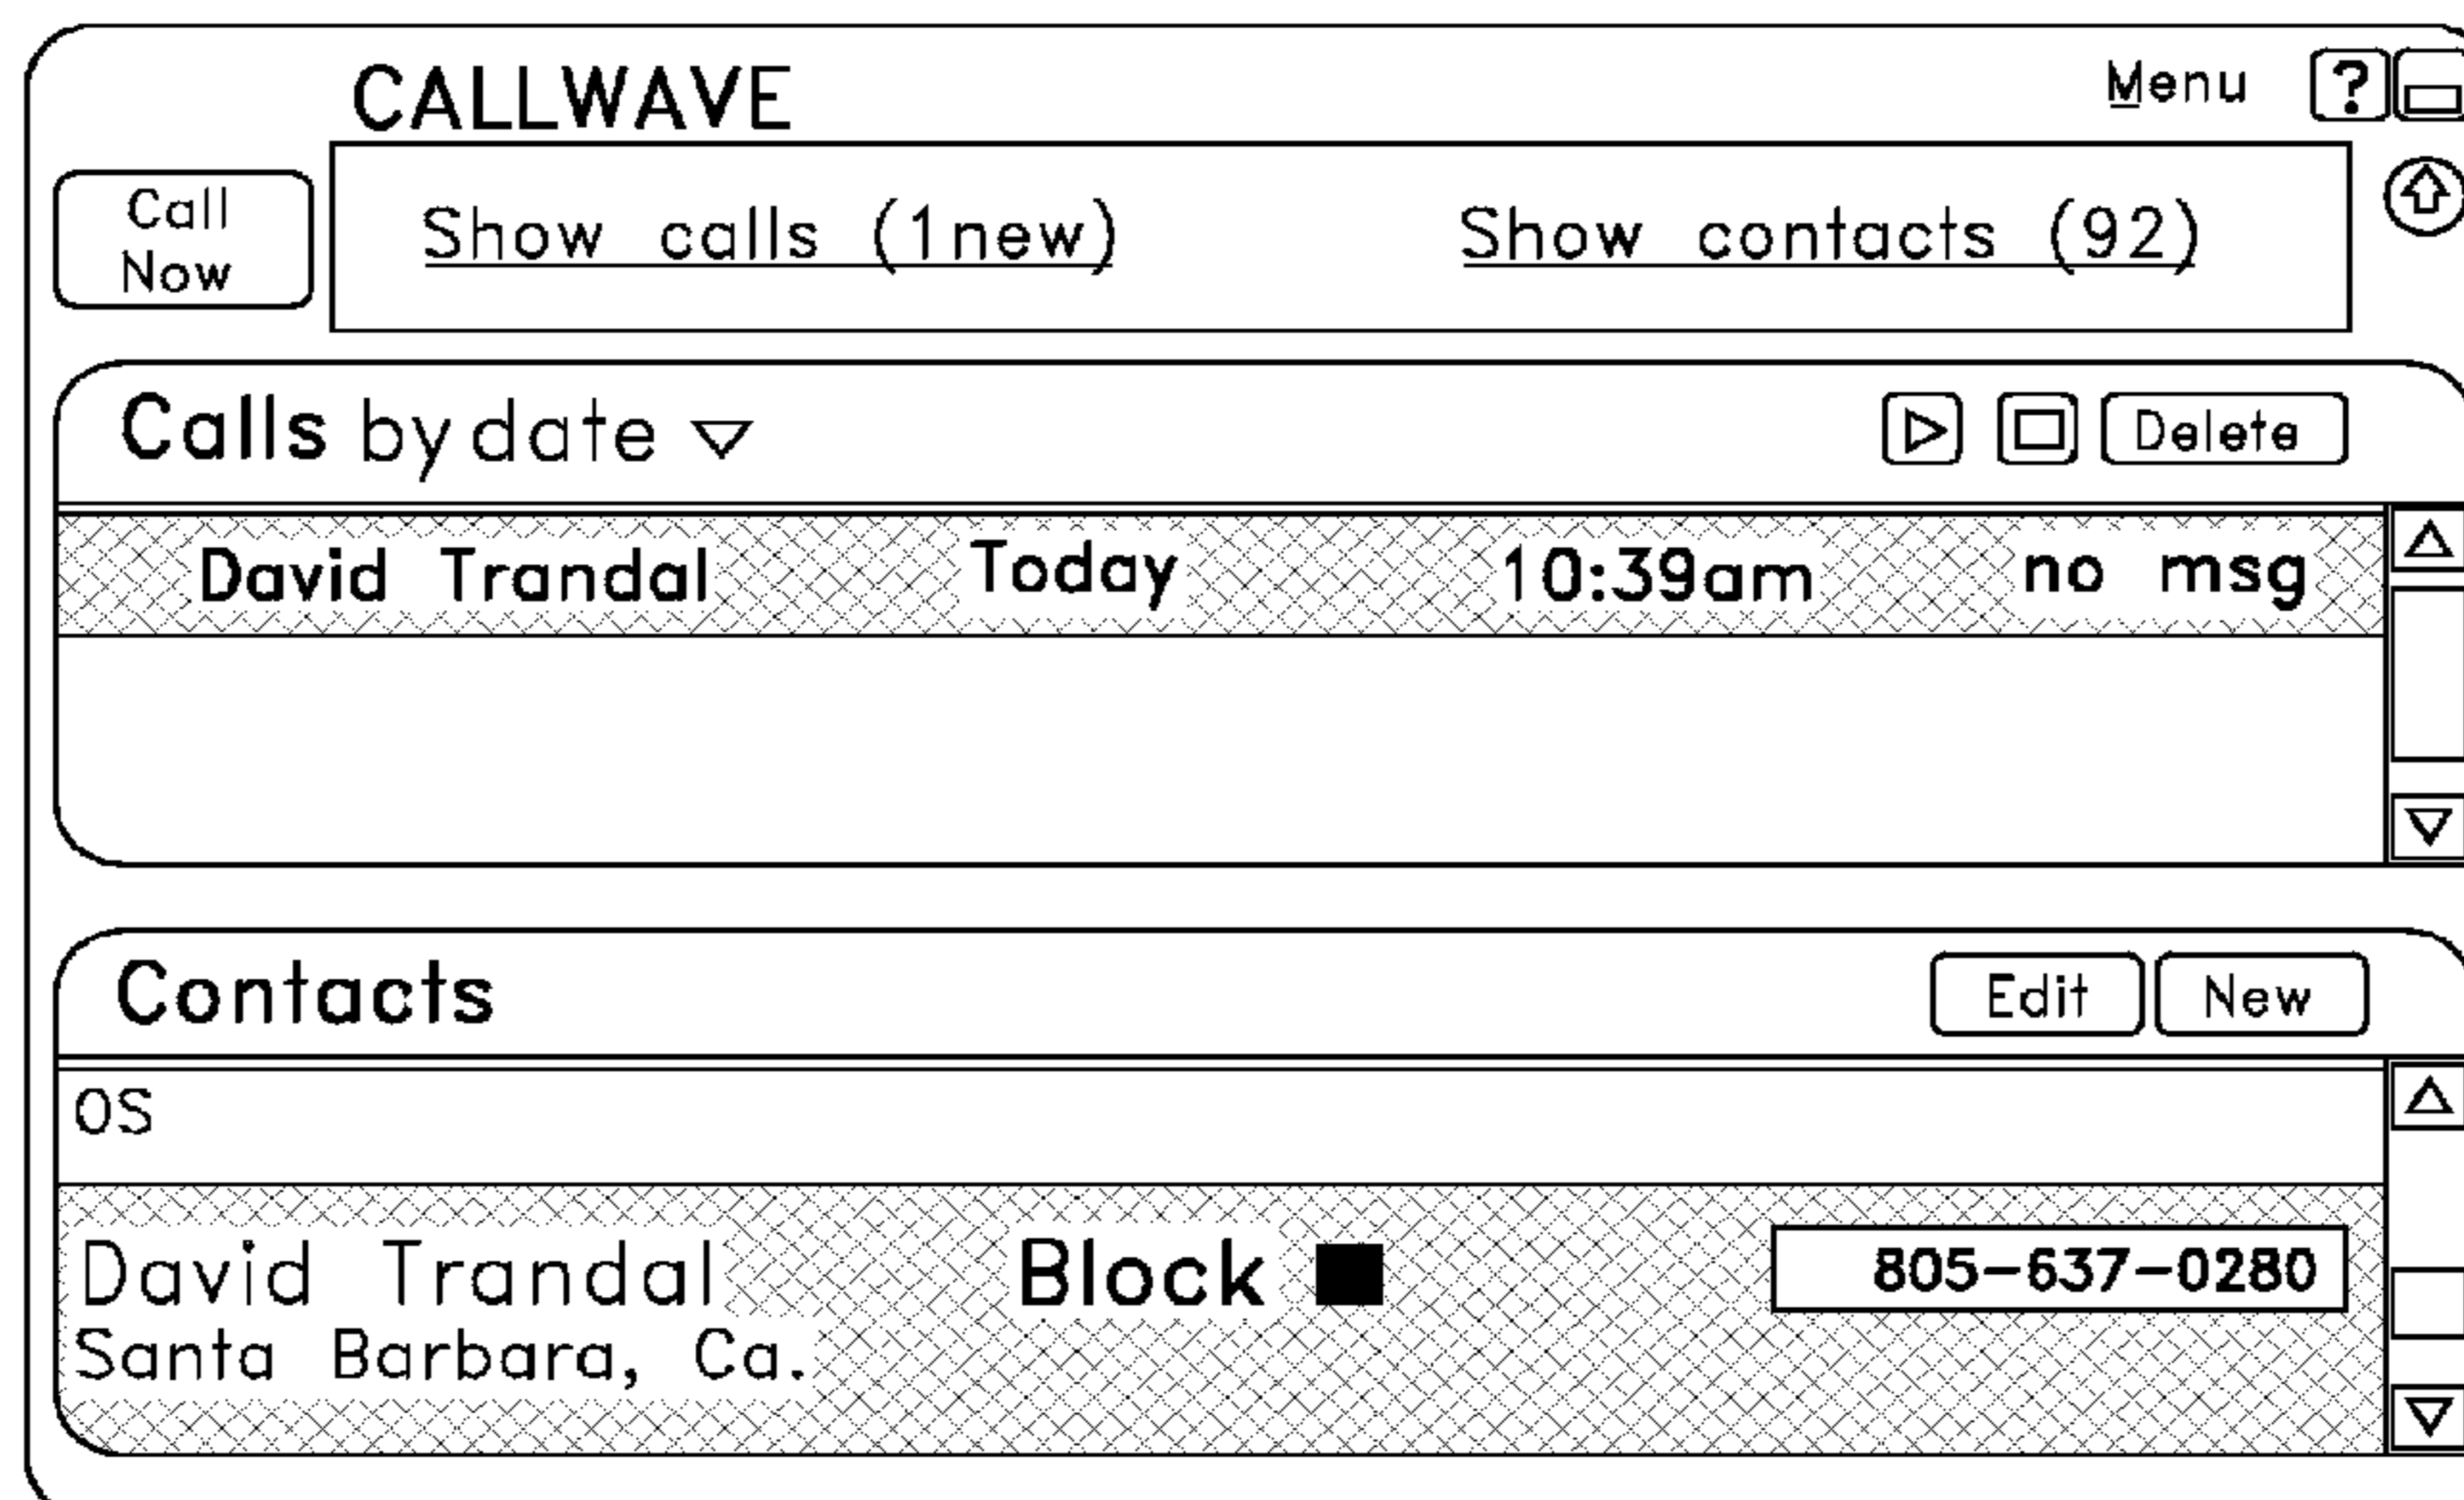 CALLWAVE Menu ?
Call
Now
Show calls (1new) Show contacts (92)
Calls by date Delete
David Trandal Today 10:39am no msg
Contacts Edit New
OS
David Trandal Block 805-637-0280
Santa Barbara, Ca.